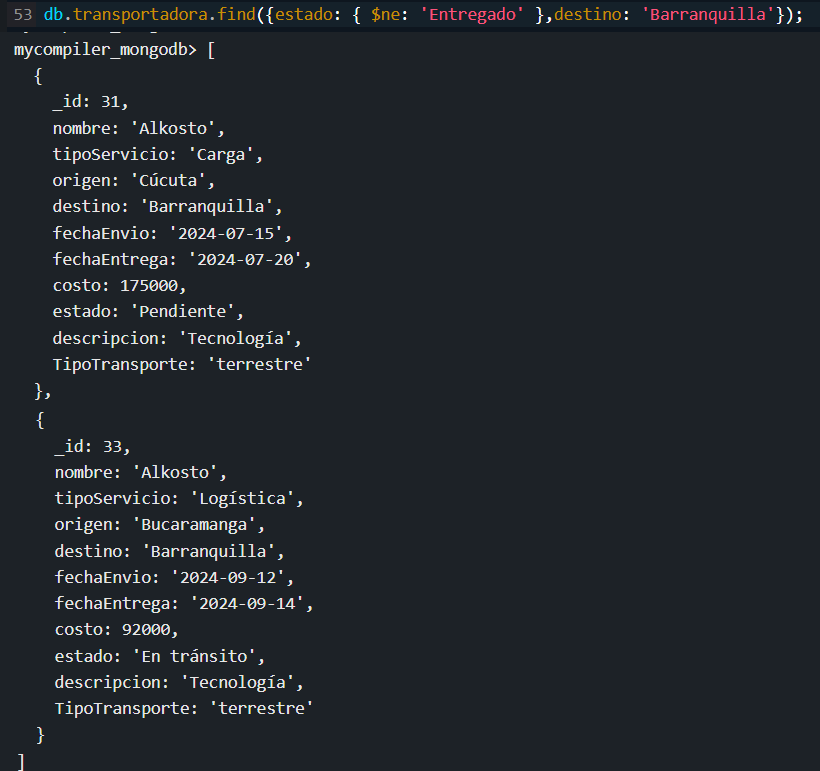 53 db.transportadora.find({estado: { $ne: 'Entregado' },destino: 'Barranquilla'});
mycompiler_mongodb> [
{
_id: 31,
nombre: 'Alkosto',
tipoServicio: 'Carga',
origen: 'Cúcuta',
destino: 'Barranquilla',
fechaEnvio: '2024-07-15',
fechaEntrega: '2024-07-20',
costo: 175000,
estado: 'Pendiente',
descripcion: 'Tecnología',
TipoTransporte: 'terrestre'
},
{
_id: 33,
nombre: 'Alkosto',
tipoServicio: 'Logística',
origen: 'Bucaramanga',
destino: 'Barranquilla',
fechaEnvio: '2024-09-12',
fechaEntrega: '2024-09-14',
costo: 92000,
estado: 'En tránsito',
descripcion: 'Tecnología',
TipoTransporte: 'terrestre'
}
]